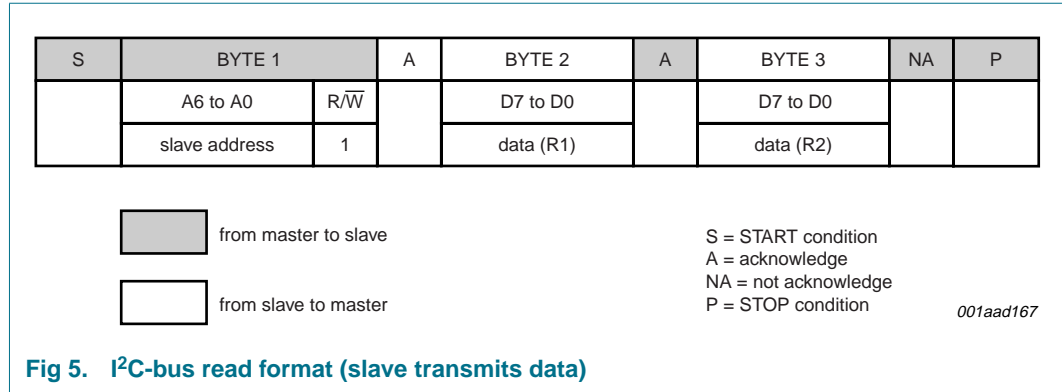 S BYTE 1 A BYTE 2 A BYTE 3 NA P
A6 to A0 R/W̅ D7 to D0 D7 to D0
slave address 1 data (R1) data (R2)
from master to slave
from slave to master
S = START condition
A = acknowledge
NA = not acknowledge
P = STOP condition
001aad167
Fig 5. I²C-bus read format (slave transmits data)